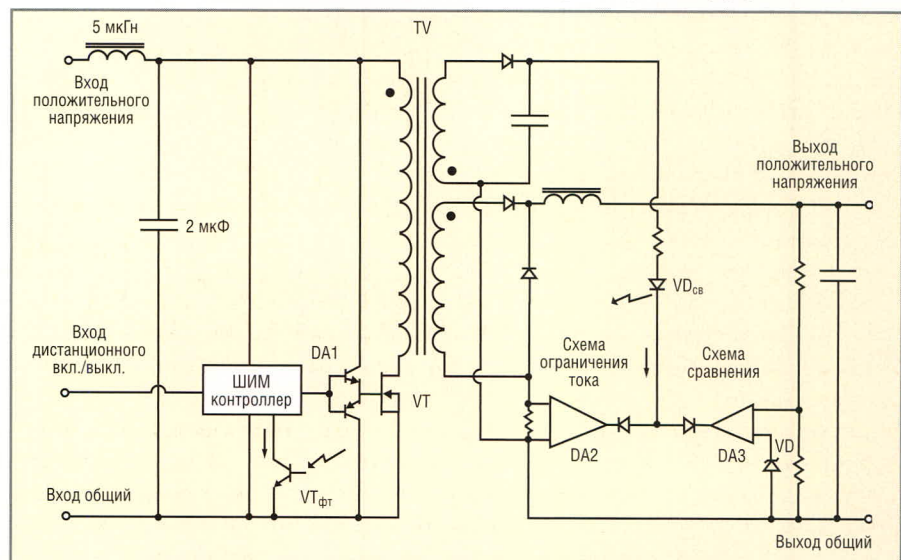 5 мкГн
TV
Вход
положительного
напряжения
Выход
положительного
напряжения
2 мкФ
VDсв
Вход
дистанционного
вкл./выкл.
DA1
Схема
ограничения
тока
Схема
сравнения
ШИМ
контроллер
VT
DA2
DA3
VD
VTфт
Вход общий
Выход общий